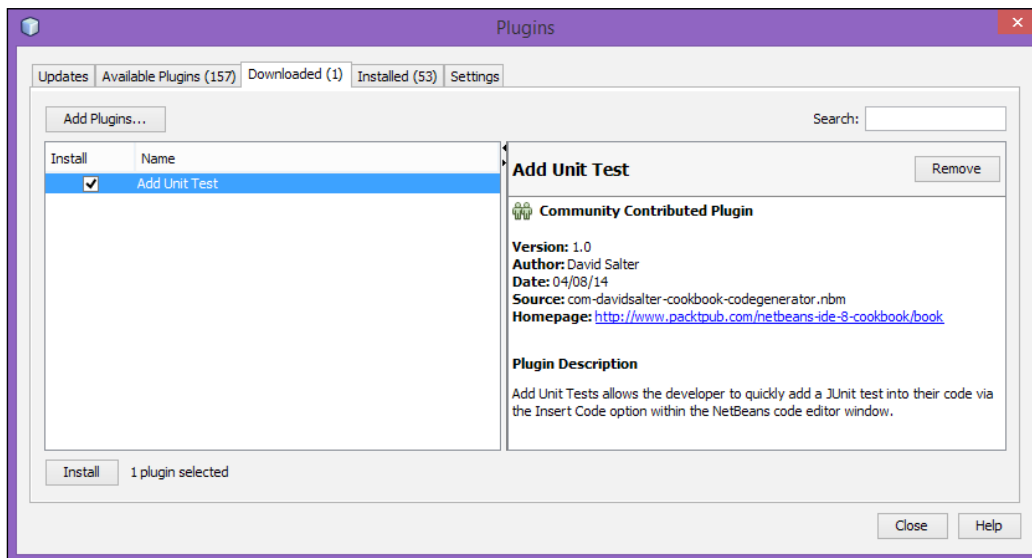 Plugins
Updates
Available Plugins (157)
Downloaded (1)
Installed (53)
Settings
Add Plugins...
Search:
Install
Name
Add Unit Test
Add Unit Test
Remove
Community Contributed Plugin
Version: 1.0
Author: David Salter
Date: 04/08/14
Source: com-davidsalter-cookbook-codegenerator.nbm
Homepage: http://www.packtpub.com/netbeans-ide-8-cookbook/book
Plugin Description
Add Unit Tests allows the developer to quickly add a JUnit test into their code via
the Insert Code option within the NetBeans code editor window.
Install
1 plugin selected
Close
Help